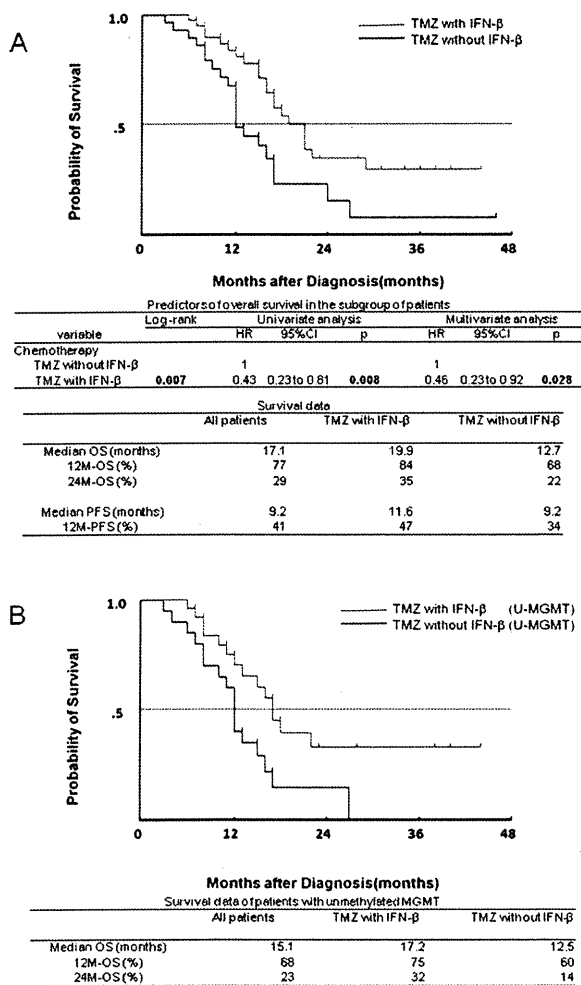 A
1.0
.5
Probability of Survival
TMZ with IFN-β
TMZ without IFN-β
0 12 24 36 48
Months after Diagnosis(months)
Predictors of overall survival in the subgroup of patients
Log-rank Univariate analysis Multivariate analysis
variable HR 95%CI p HR 95%CI p
Chemotherapy
TMZ without IFN-β 1 1
TMZ with IFN-β 0.007 0.43 0.23 to 0.81 0.008 0.46 0.23 to 0.92 0.028
Survival data
All patients TMZ with IFN-β TMZ without IFN-β
Median OS (months) 17.1 19.9 12.7
12M-OS (%) 77 84 68
24M-OS (%) 29 35 22
Median PFS (months) 9.2 11.6 9.2
12M-PFS (%) 41 47 34
B
1.0
.5
Probability of Survival
TMZ with IFN-β (U-MGMT)
TMZ without IFN-β (U-MGMT)
0 12 24 36 48
Months after Diagnosis(months)
Survival data of patients with unmethylated MGMT
All patients TMZ with IFN-β TMZ without IFN-β
Median OS (months) 15.1 17.2 12.5
12M-OS (%) 68 75 60
24M-OS (%) 23 32 14